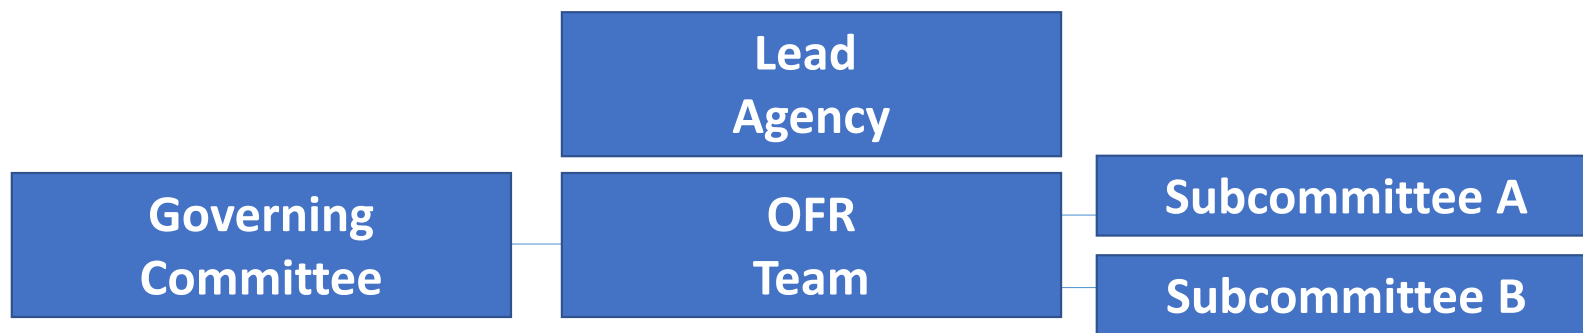 Lead
Agency
Governing
Committee
OFR
Team
Subcommittee A
Subcommittee B